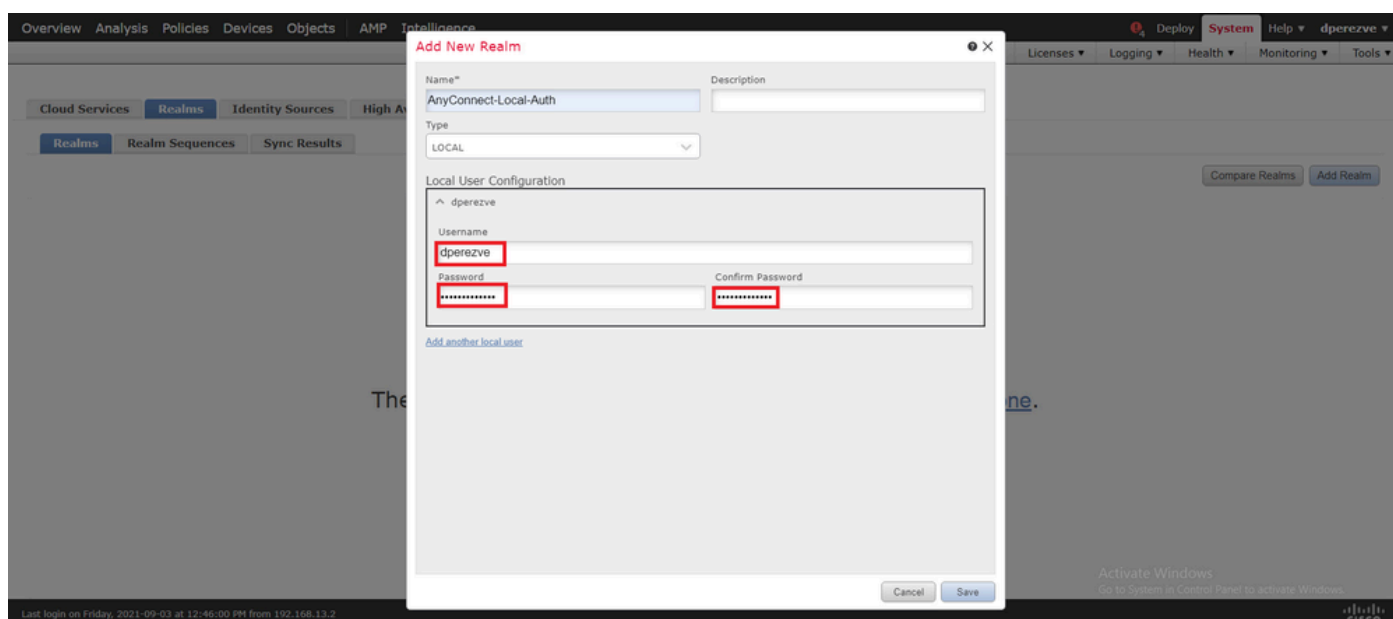 Overview Analysis Policies Devices Objects AMP Intelligence
4 Deploy System Help ▾ dperezve ▾
Add New Realm
Licenses ▾ Logging ▾ Health ▾ Monitoring ▾ Tools ▾
Name*
Description
AnyConnect-Local-Auth
Cloud Services Realms Identity Sources High Av
Type
LOCAL
Realms Realm Sequences Sync Results
Compare Realms Add Realm
Local User Configuration
dperezve
Username
dperezve
Password
Confirm Password
•••••••••••••
•••••••••••••
Add another local user
The
ne.
Activate Windows
Go to System in Control Panel to activate Windows.
Cancel Save
Last login on Friday, 2021-09-03 at 12:46:00 PM from 192.168.13.2
CISCO